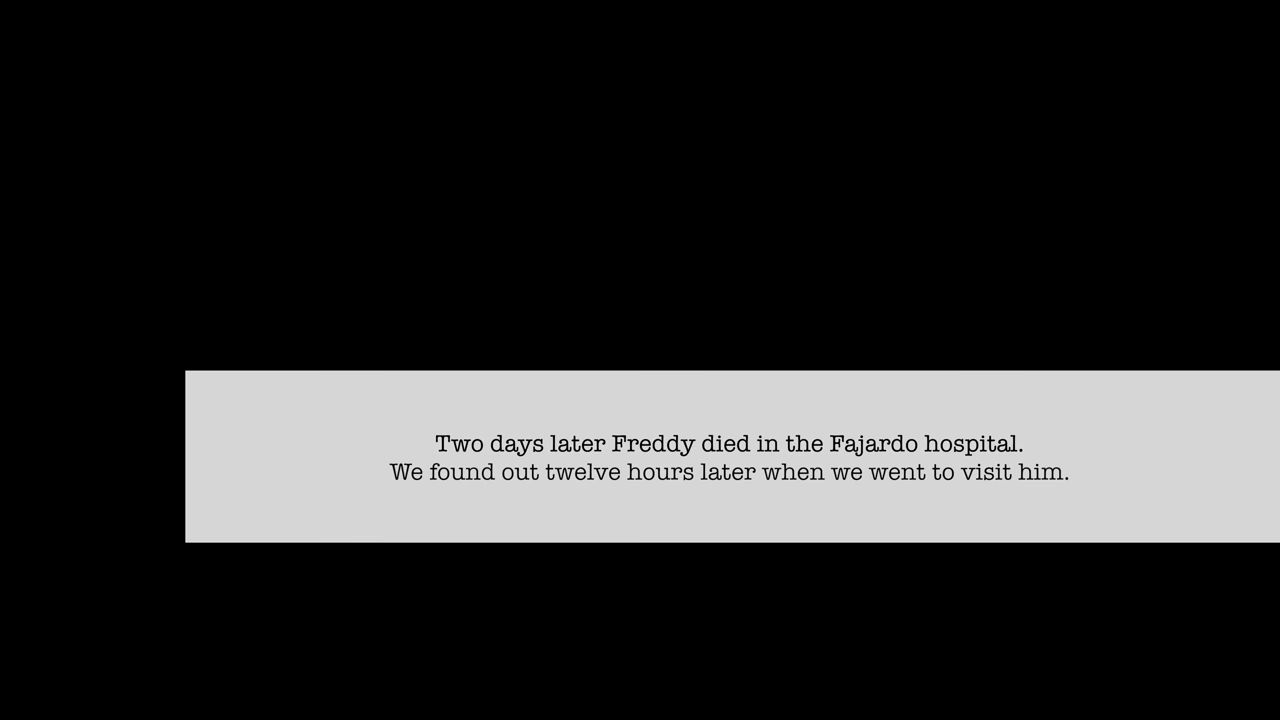 Two days later Freddy died in the Fajardo hospital.
We found out twelve hours later when we went to visit him.